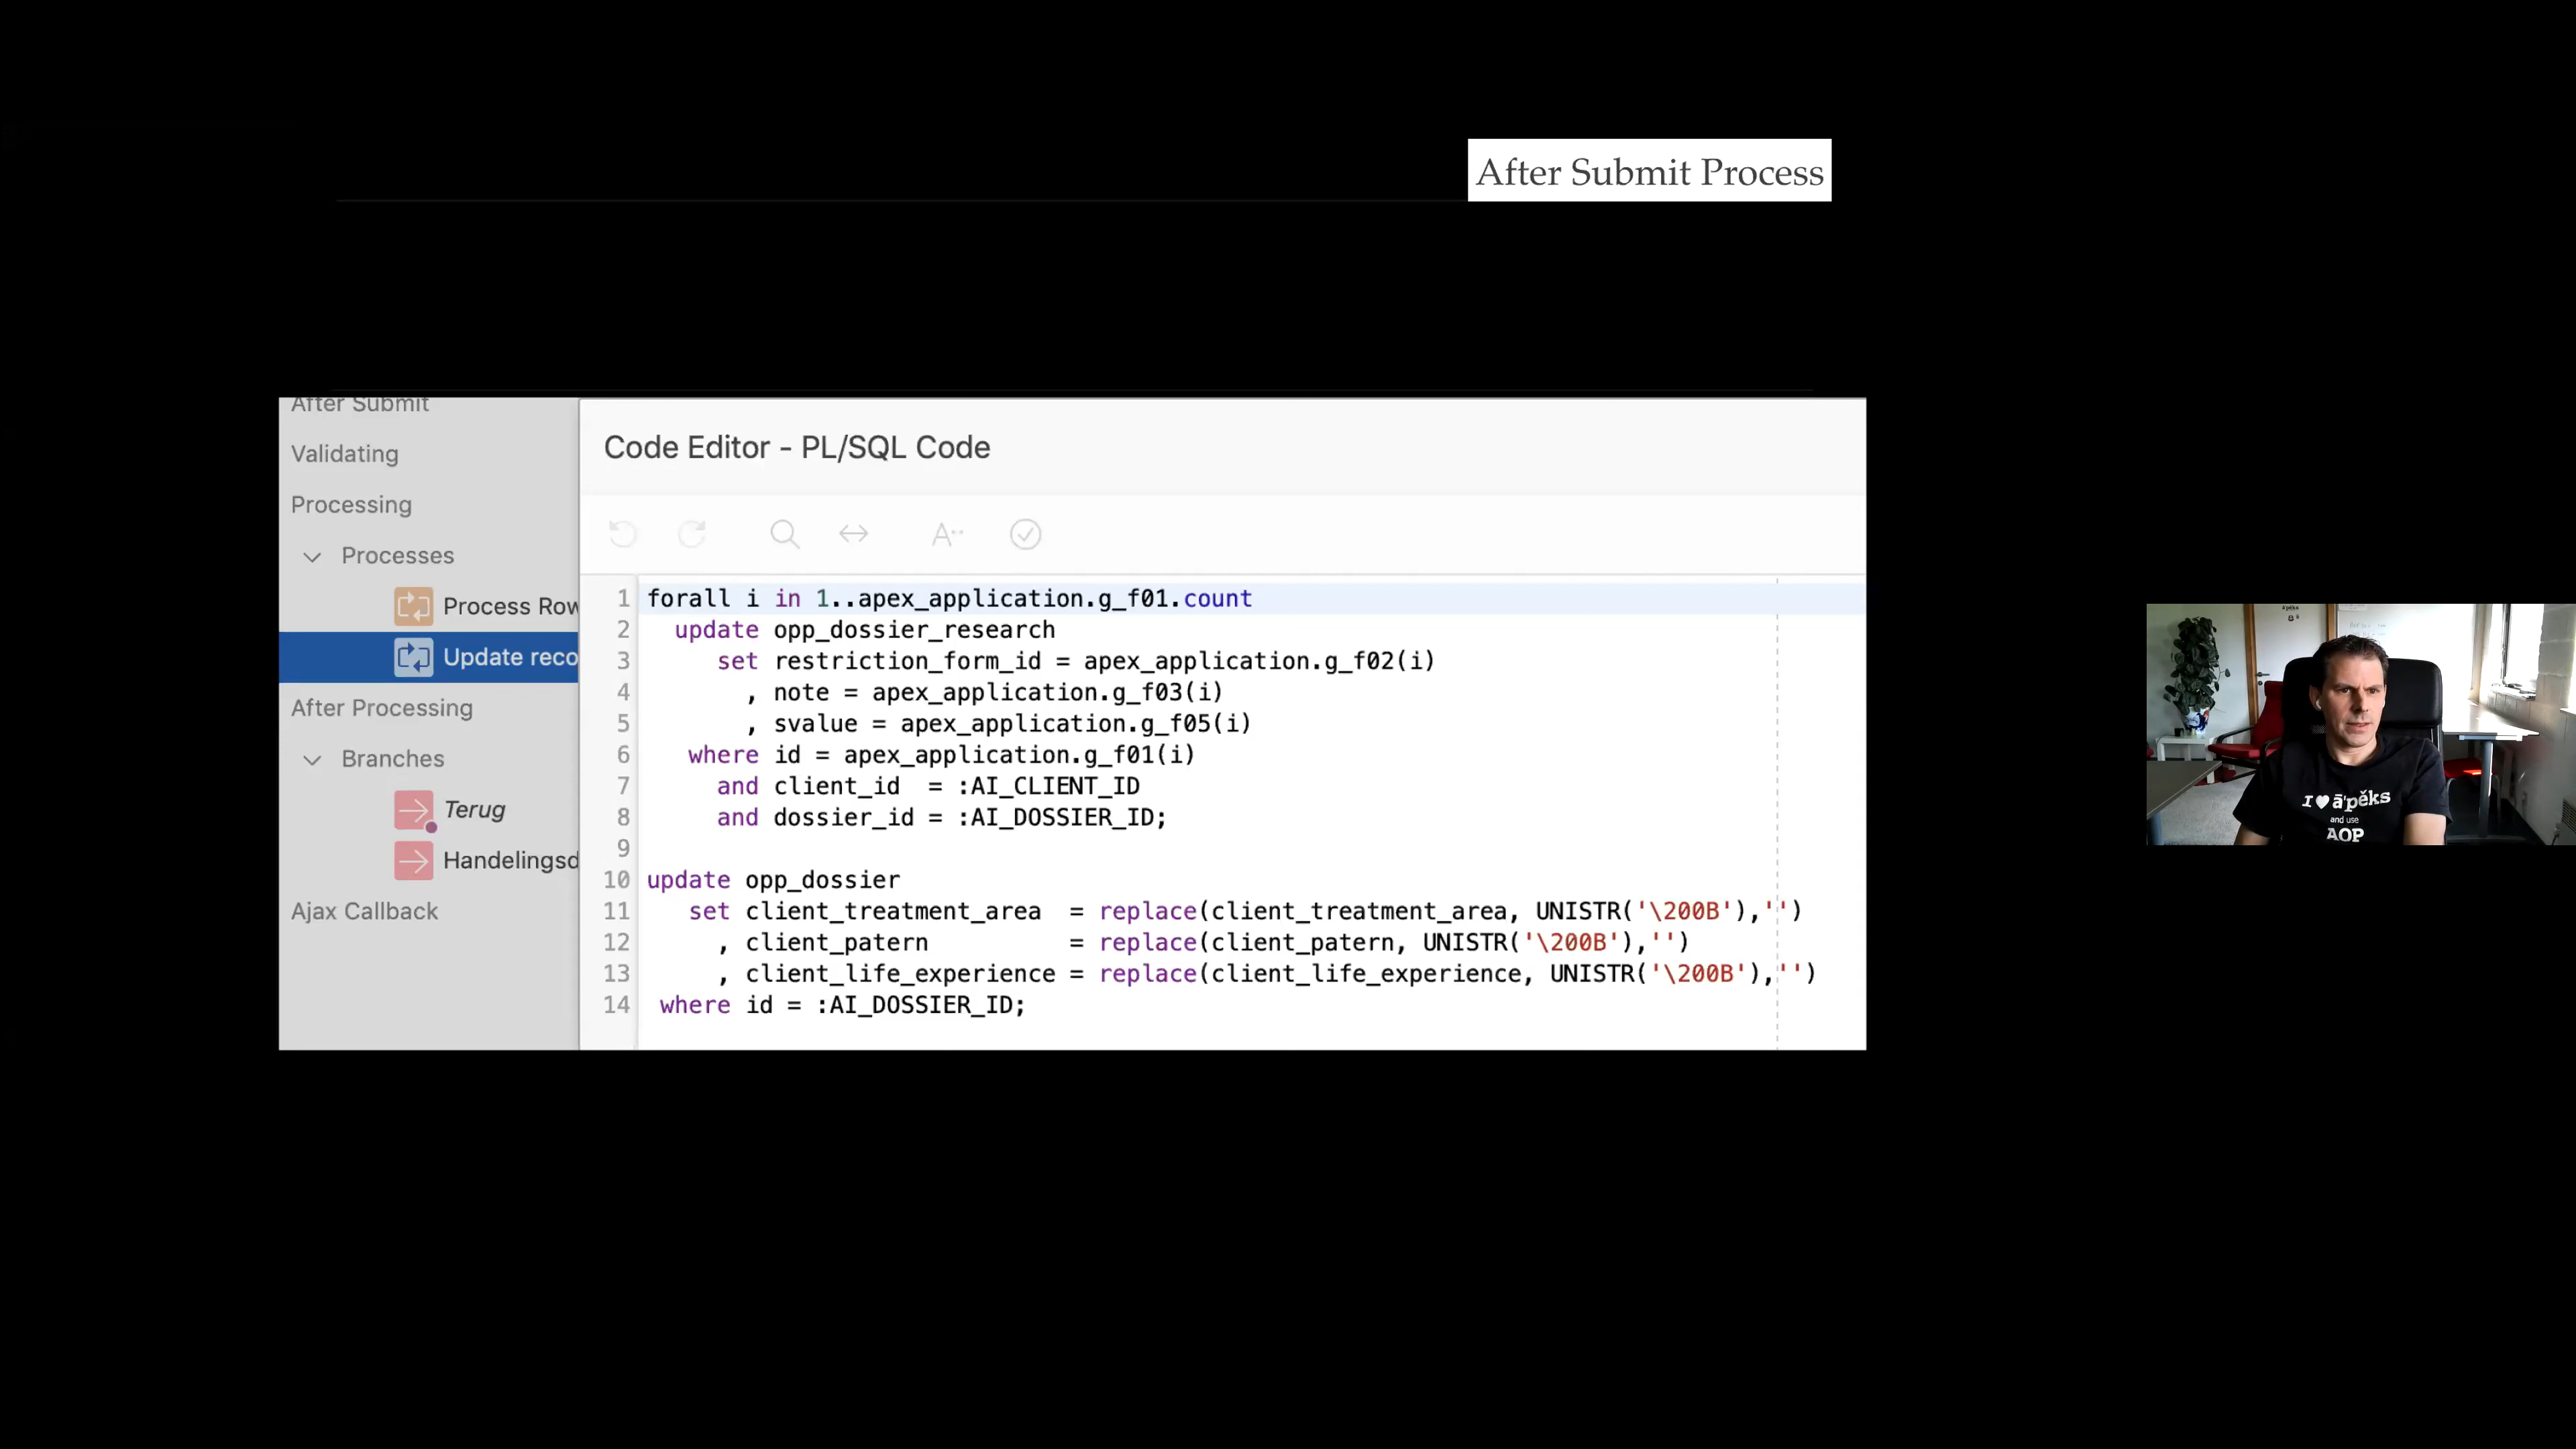 After Submit Process
After Submit
Validating
Processing
Processes
Process Row
Update reco
After Processing
Branches
Terug
Handelingsd
Ajax Callback
Code Editor - PL/SQL Code
1 forall i in 1..apex_application.g_f01.count
2 update opp_dossier_research
3 set restriction_form_id = apex_application.g_f02(i)
4 , note = apex_application.g_f03(i)
5 , svalue = apex_application.g_f05(i)
6 where id = apex_application.g_f01(i)
7 and client_id = :AI_CLIENT_ID
8 and dossier_id = :AI_DOSSIER_ID;
9
10 update opp_dossier
11 set client_treatment_area = replace(client_treatment_area, UNISTR('\200B'),'')
12 , client_patern = replace(client_patern, UNISTR('\200B'),'')
13 , client_life_experience = replace(client_life_experience, UNISTR('\200B'),'')
14 where id = :AI_DOSSIER_ID;
I ♥ ā'pěks
and use
AOP